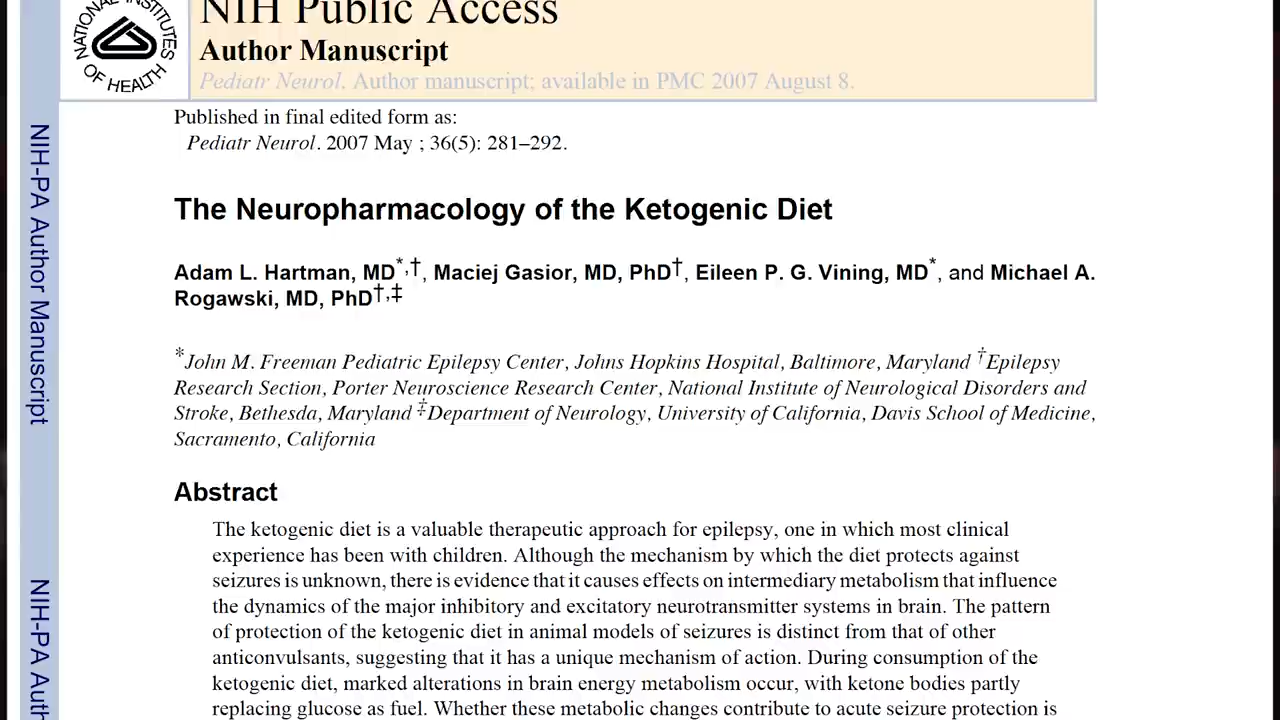 NIH Public Access
NATIONAL INSTITUTES OF HEALTH
Author Manuscript
Pediatr Neurol. Author manuscript; available in PMC 2007 August 8.
Published in final edited form as:
Pediatr Neurol. 2007 May ; 36(5): 281–292.
NIH-PA Author Manuscript
The Neuropharmacology of the Ketogenic Diet
Adam L. Hartman, MD*,†, Maciej Gasior, MD, PhD†, Eileen P. G. Vining, MD*, and Michael A.
Rogawski, MD, PhD†,‡
*John M. Freeman Pediatric Epilepsy Center, Johns Hopkins Hospital, Baltimore, Maryland †Epilepsy
Research Section, Porter Neuroscience Research Center, National Institute of Neurological Disorders and
Stroke, Bethesda, Maryland ‡Department of Neurology, University of California, Davis School of Medicine,
Sacramento, California
Abstract
The ketogenic diet is a valuable therapeutic approach for epilepsy, one in which most clinical
experience has been with children. Although the mechanism by which the diet protects against
seizures is unknown, there is evidence that it causes effects on intermediary metabolism that influence
the dynamics of the major inhibitory and excitatory neurotransmitter systems in brain. The pattern
of protection of the ketogenic diet in animal models of seizures is distinct from that of other
anticonvulsants, suggesting that it has a unique mechanism of action. During consumption of the
ketogenic diet, marked alterations in brain energy metabolism occur, with ketone bodies partly
replacing glucose as fuel. Whether these metabolic changes contribute to acute seizure protection is
NIH-PA Auth